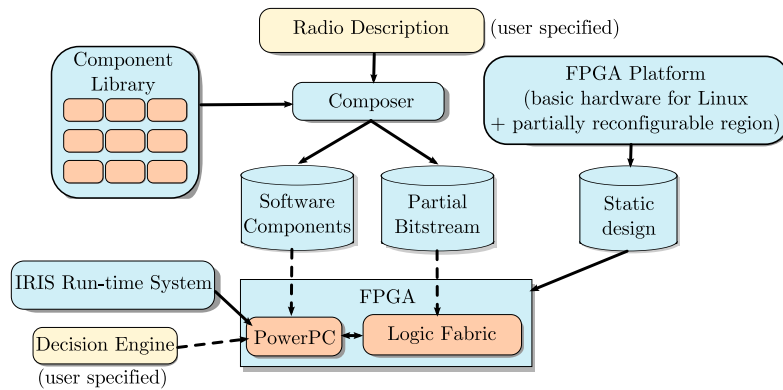 Radio Description
(user specified)
Component
Library
Composer
FPGA Platform
(basic hardware for Linux
+ partially reconfigurable region)
Software
Components
Partial
Bitstream
Static
design
IRIS Run-time System
FPGA
PowerPC
Logic Fabric
Decision Engine
(user specified)